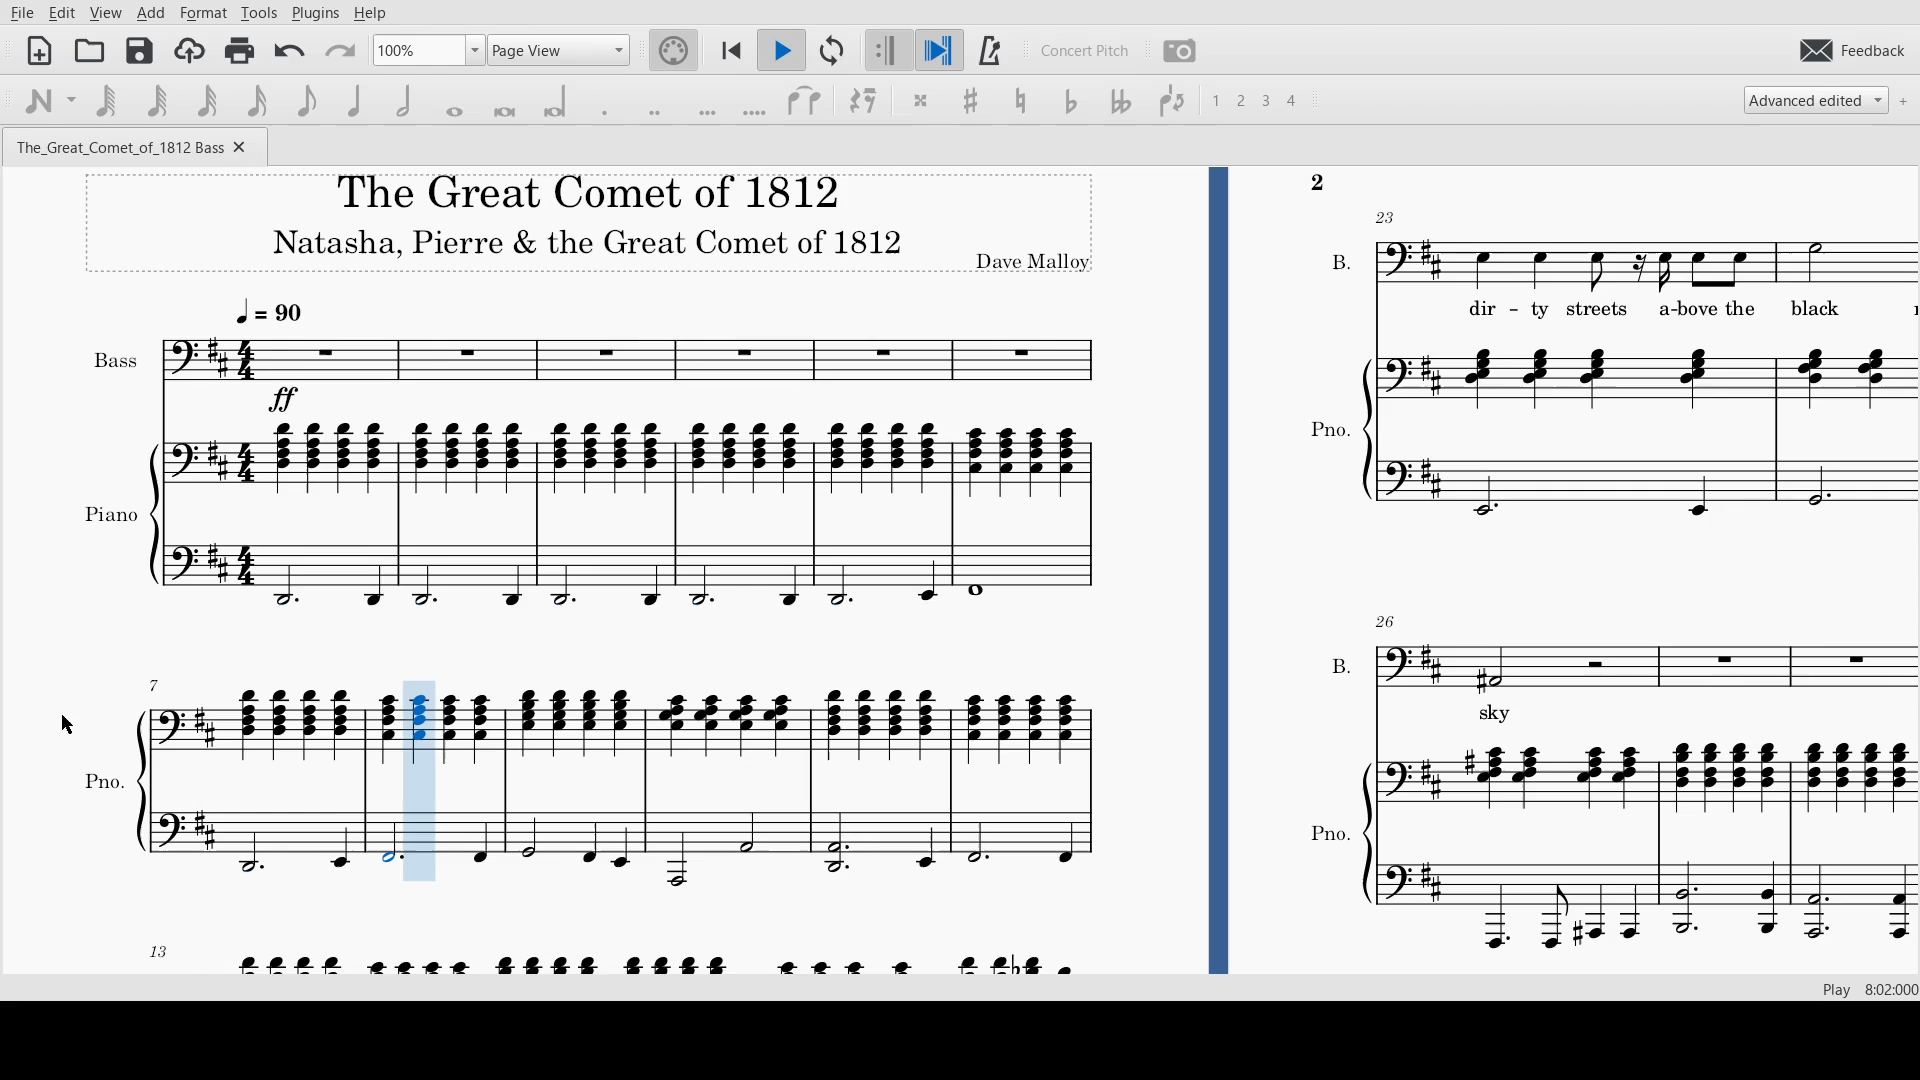 File Edit View Add Format Tools Plugins Help
100% Page View Concert Pitch Feedback
1 2 3 4 Advanced edited +
The_Great_Comet_of_1812 Bass
The Great Comet of 1812
Natasha, Pierre & the Great Comet of 1812
Dave Malloy
= 90
Bass
ff
Piano
7
Pno.
13
2
23
B.
dir - ty streets a-bove the black
Pno.
26
B.
sky
Pno.
Play 8:02:000